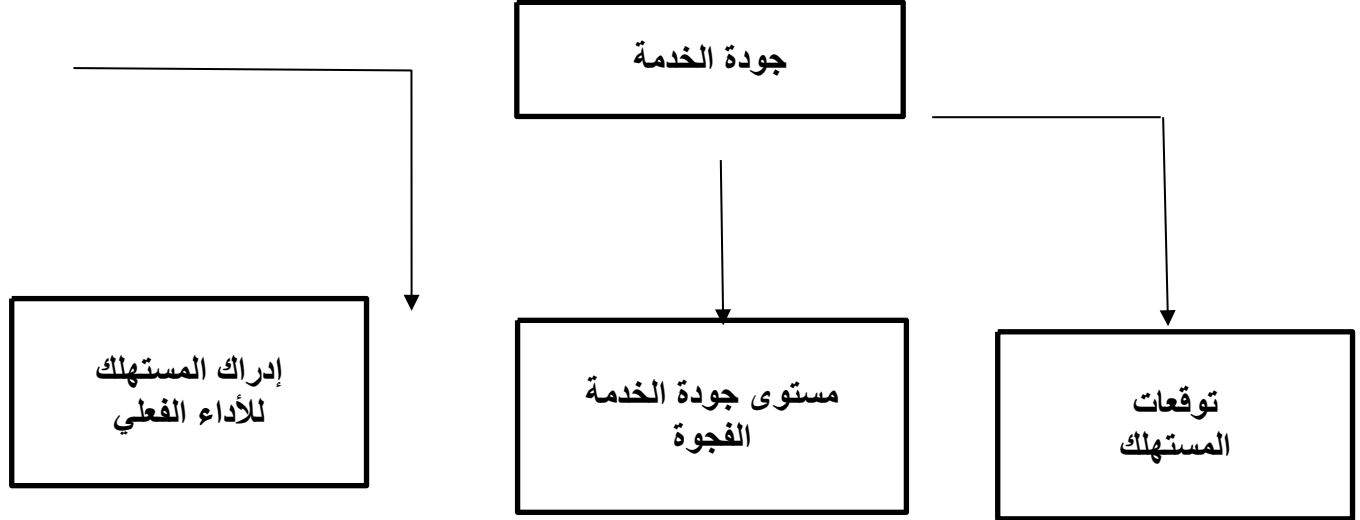 جودة الخدمة
توقعات
المستهلك
مستوى جودة الخدمة
الفجوة
إدراك المستهلك
للأداء الفعلي